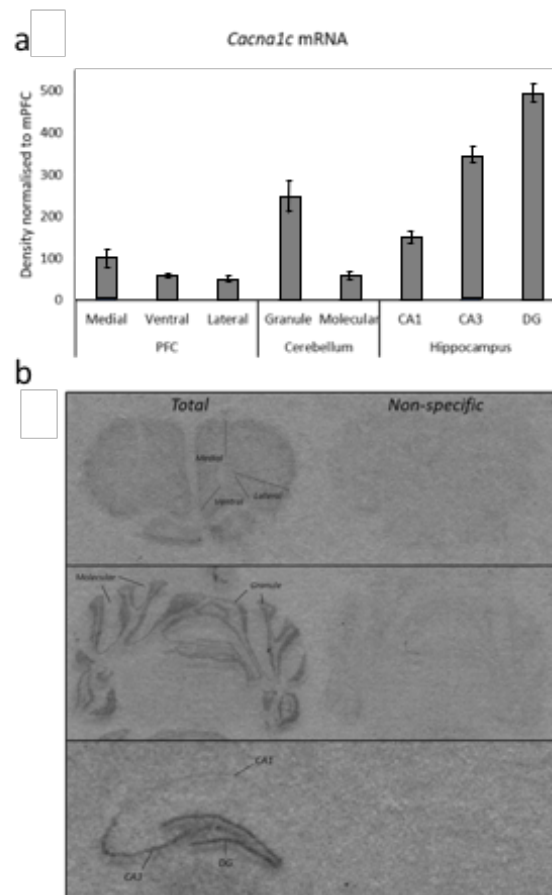 a
Cacna1c mRNA
Density normalised to mPFC
500
400
300
200
100
0
Medial Ventral Lateral Granule Molecular CA1 CA3 DG
PFC Cerebellum Hippocampus
b
Total Non-specific
Medial
Lateral
Ventral
Molecular Granule
CA1
CA3 DG